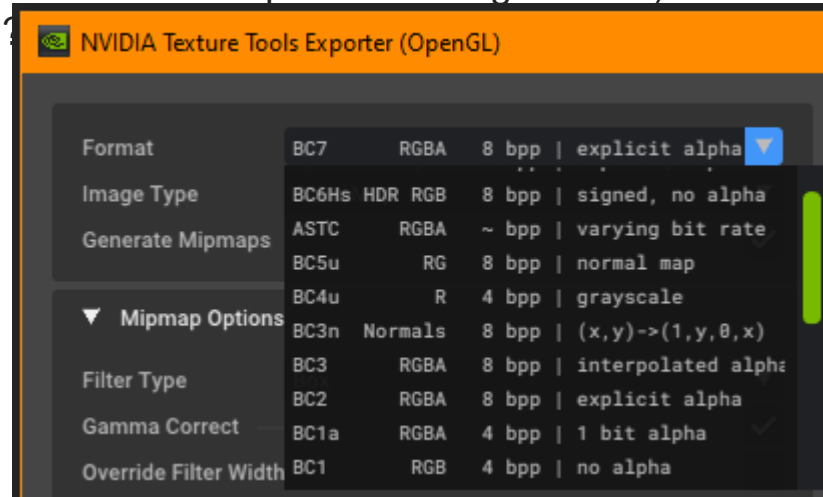 ?
NVIDIA Texture Tools Exporter (OpenGL)
Format BC7 RGBA 8 bpp | explicit alpha
Image Type BC6Hs HDR RGB 8 bpp | signed, no alpha
Generate Mipmaps ASTC RGBA ~ bpp | varying bit rate
BC5u RG 8 bpp | normal map
BC4u R 4 bpp | grayscale
Mipmap Options BC3n Normals 8 bpp | (x,y)->(1,y,0,x)
Filter Type BC3 RGBA 8 bpp | interpolated alpha
BC2 RGBA 8 bpp | explicit alpha
Gamma Correct BC1a RGBA 4 bpp | 1 bit alpha
Override Filter Width BC1 RGB 4 bpp | no alpha